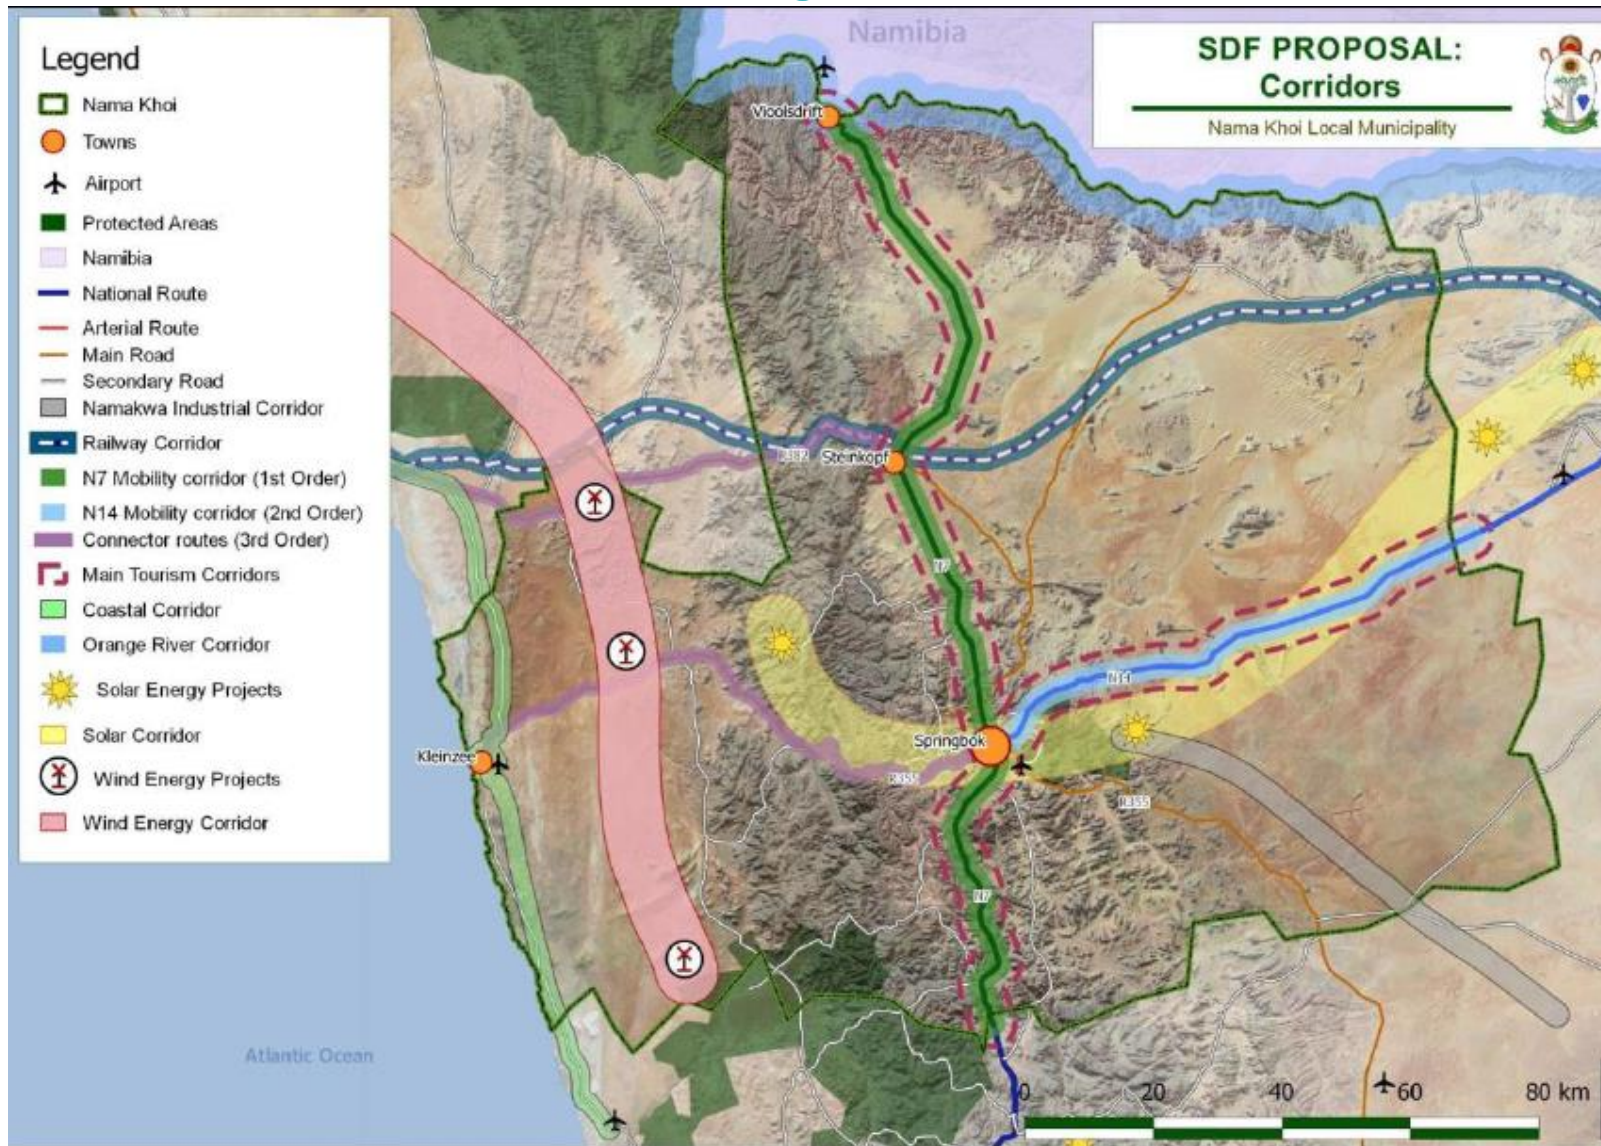 Legend
Nama Khoi
Towns
Airport
Protected Areas
Namibia
National Route
Arterial Route
Main Road
Secondary Road
Namakwa Industrial Corridor
Railway Corridor
N7 Mobility corridor (1st Order)
N14 Mobility corridor (2nd Order)
Connector routes (3rd Order)
Main Tourism Corridors
Coastal Corridor
Orange River Corridor
Solar Energy Projects
Solar Corridor
Wind Energy Projects
Wind Energy Corridor
Namibia
SDF PROPOSAL:
Corridors
Nama Khoi Local Municipality
Vioolsdrift
R382
Steinkopf
N7
N14
Springbok
Kleinzee
R355
R355
N7
Atlantic Ocean
0 20 40 60 80 km